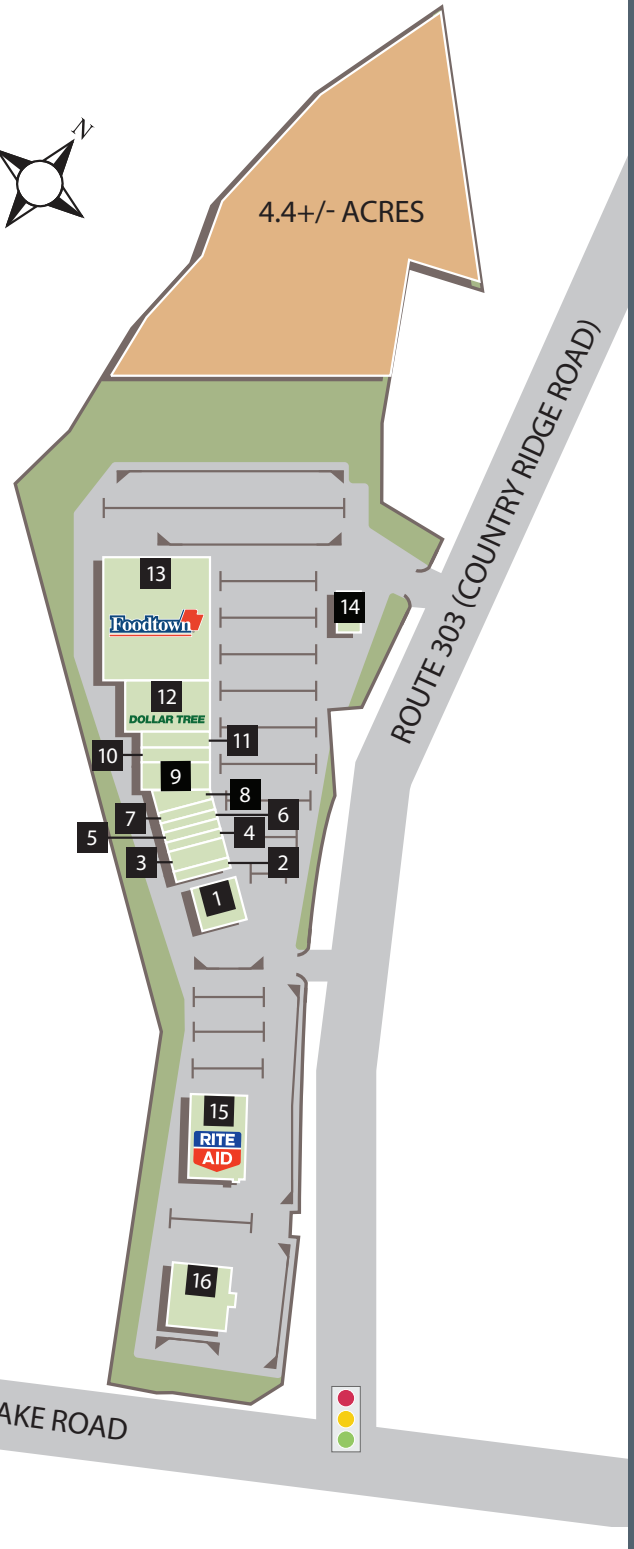 N
4.4+/- ACRES
ROUTE 303 (COUNTRY RIDGE ROAD)
13
Foodtown
14
12
DOLLAR TREE
11
10
9
8
7
6
5
4
3
2
1
15
RITE
AID
16
AKE ROAD